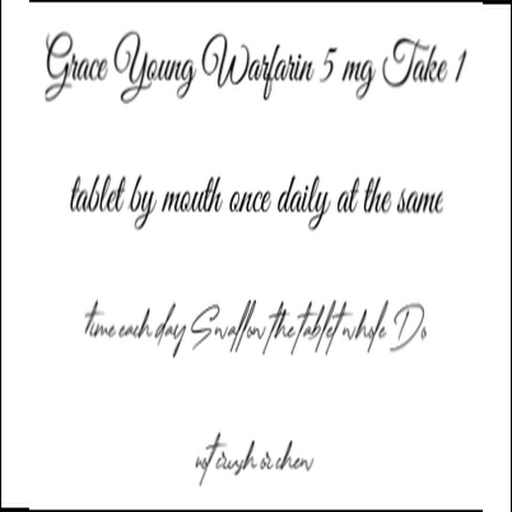 Grace Young Warfarin 5 mg Take 1
tablet by mouth once daily at the same
time each day Swallow the tablet whole Do
not crush or chew